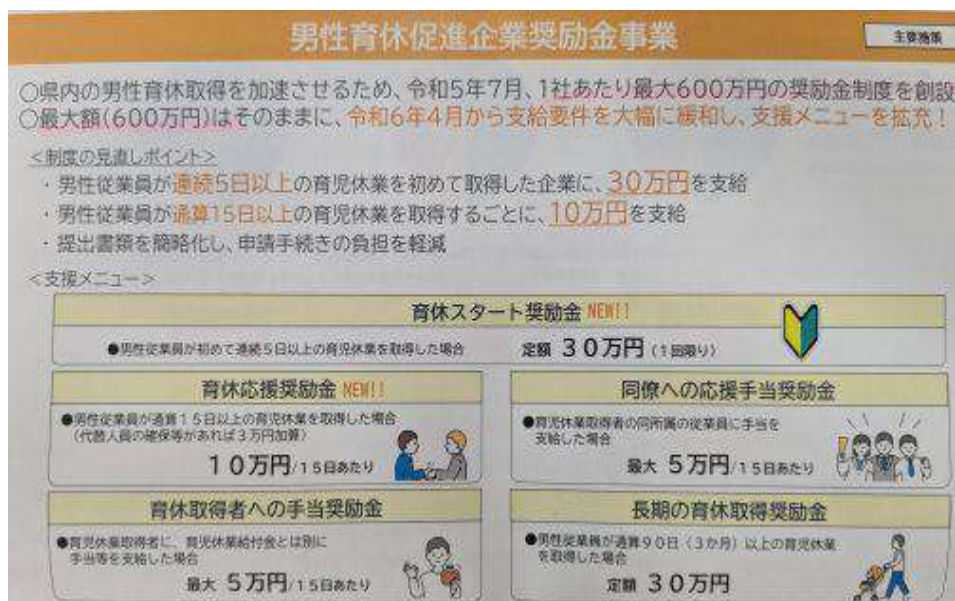 男性育休促進企業奨励金事業
主要施策
○県内の男性育休取得を加速させるため、令和5年7月、1社あたり最大600万円の奨励金制度を創設
○最大額(600万円)はそのままに、令和6年4月から支給要件を大幅に緩和し、支援メニューを拡充！
＜制度の見直しポイント＞
・男性従業員が連続5日以上の育児休業を初めて取得した企業に、30万円を支給
・男性従業員が通算15日以上の育児休業を取得するごとに、10万円を支給
・提出書類を簡略化し、申請手続きの負担を軽減
＜支援メニュー＞
育休スタート奨励金 NEW!!
●男性従業員が初めて連続５日以上の育児休業を取得した場合 定額 ３０万円（１回限り）
育休応援奨励金 NEW!!
●男性従業員が通算１５日以上の育児休業を取得した場合
（代替人員の確保等があれば３万円加算）
１０万円/１５日あたり
同僚への応援手当奨励金
●育児休業取得者の同所属の従業員に手当を
支給した場合
最大 ５万円/１５日あたり
育休取得者への手当奨励金
●育児休業取得者に、育児休業給付金とは別に
手当等を支給した場合
最大 ５万円/１５日あたり
長期の育休取得奨励金
●男性従業員が通算９０日（３か月）以上の育児休業
を取得した場合
定額 ３０万円